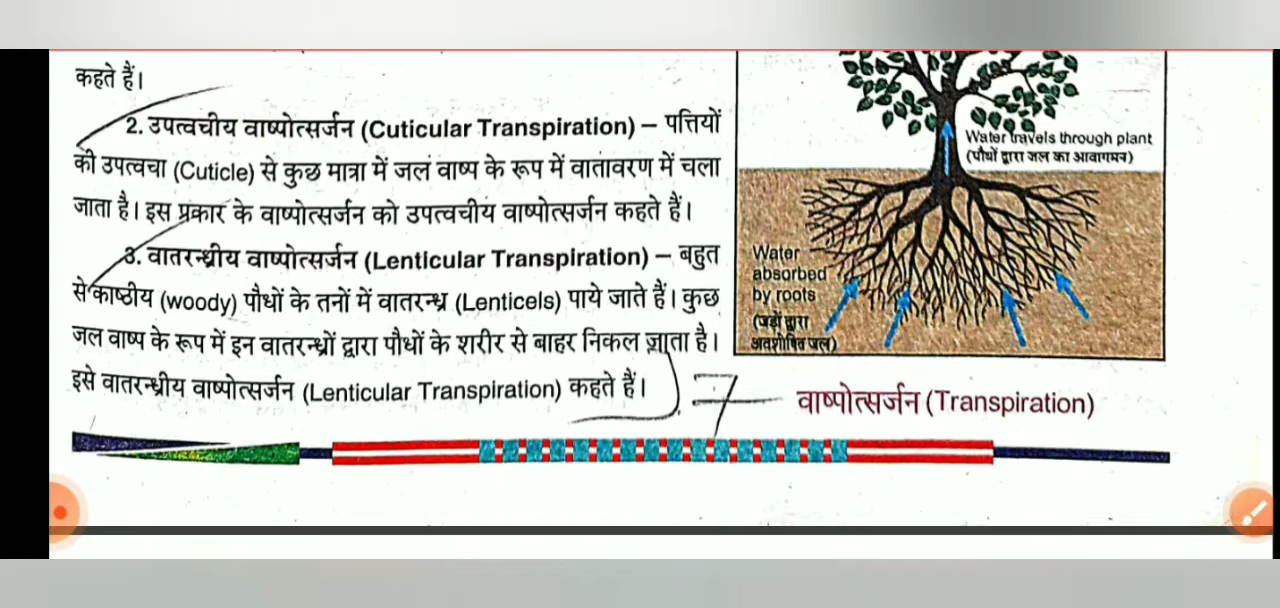 कहते हैं।
2. उपत्वचीय वाष्पोत्सर्जन (Cuticular Transpiration) – पत्तियों
की उपत्वचा (Cuticle) से कुछ मात्रा में जल वाष्प के रूप में वातावरण में चला
जाता है। इस प्रकार के वाष्पोत्सर्जन को उपत्वचीय वाष्पोत्सर्जन कहते हैं।
3. वातरन्ध्रीय वाष्पोत्सर्जन (Lenticular Transpiration) – बहुत
से काष्ठीय (woody) पौधों के तनों में वातरन्ध्र (Lenticels) पाये जाते हैं। कुछ
जल वाष्प के रूप में इन वातरन्ध्रों द्वारा पौधों के शरीर से बाहर निकल जाता है।
इसे वातरन्ध्रीय वाष्पोत्सर्जन (Lenticular Transpiration) कहते हैं।
7
Water travels through plant
(पौधों द्वारा जल का आवागमन)
Water
absorbed
by roots
(जड़ों द्वारा
अवशोषित जल)
वाष्पोत्सर्जन (Transpiration)